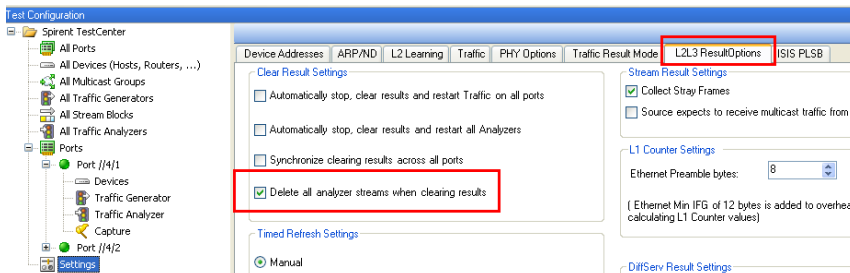 Test Configuration
Spirent TestCenter
All Ports
All Devices (Hosts, Routers, ...)
All Multicast Groups
All Traffic Generators
All Stream Blocks
All Traffic Analyzers
Ports
Port //4/1
Devices
Traffic Generator
Traffic Analyzer
Capture
Port //4/2
Settings
Device Addresses ARP/ND L2 Learning Traffic PHY Options Traffic Result Mode L2L3 ResultOptions ISIS PLSB
Clear Result Settings
Automatically stop, clear results and restart Traffic on all ports
Automatically stop, clear results and restart all Analyzers
Synchronize clearing results across all ports
Delete all analyzer streams when clearing results
Timed Refresh Settings
Manual
Stream Result Settings
Collect Stray Frames
Source expects to receive multicast traffic from
L1 Counter Settings
Ethernet Preamble bytes: 8
( Ethernet Min IFG of 12 bytes is added to overhea
calculating L1 Counter values)
DiffServ Result Settings